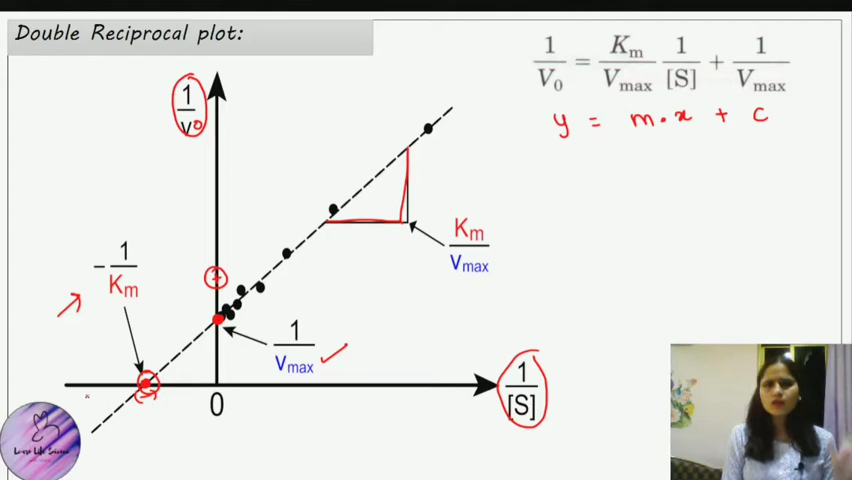 Double Reciprocal plot:
1/V₀ = Kₘ/Vₘₐₓ 1/[S] + 1/Vₘₐₓ
y = m·x + c
1/v0
Km/Vmax
-1/Km
1/Vmax
0
1/[S]